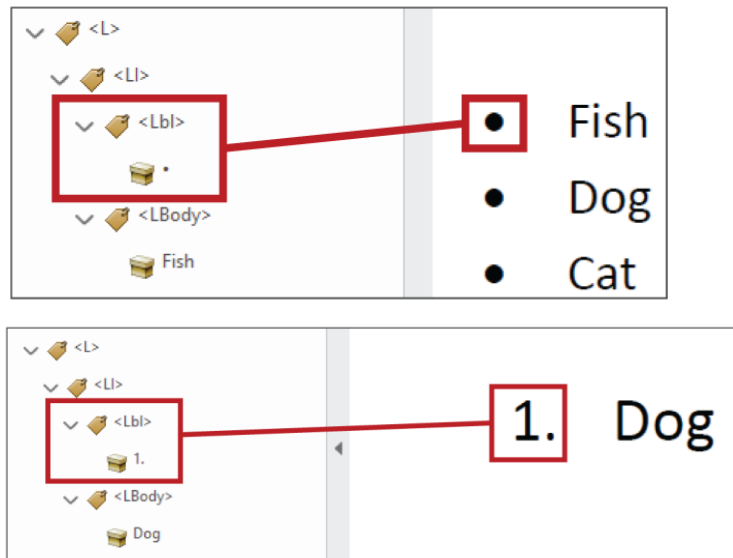 <L>
<LI>
<Lbl>
•
<LBody>
Fish
• Fish
• Dog
• Cat
<L>
<LI>
<Lbl>
1.
<LBody>
Dog
1. Dog